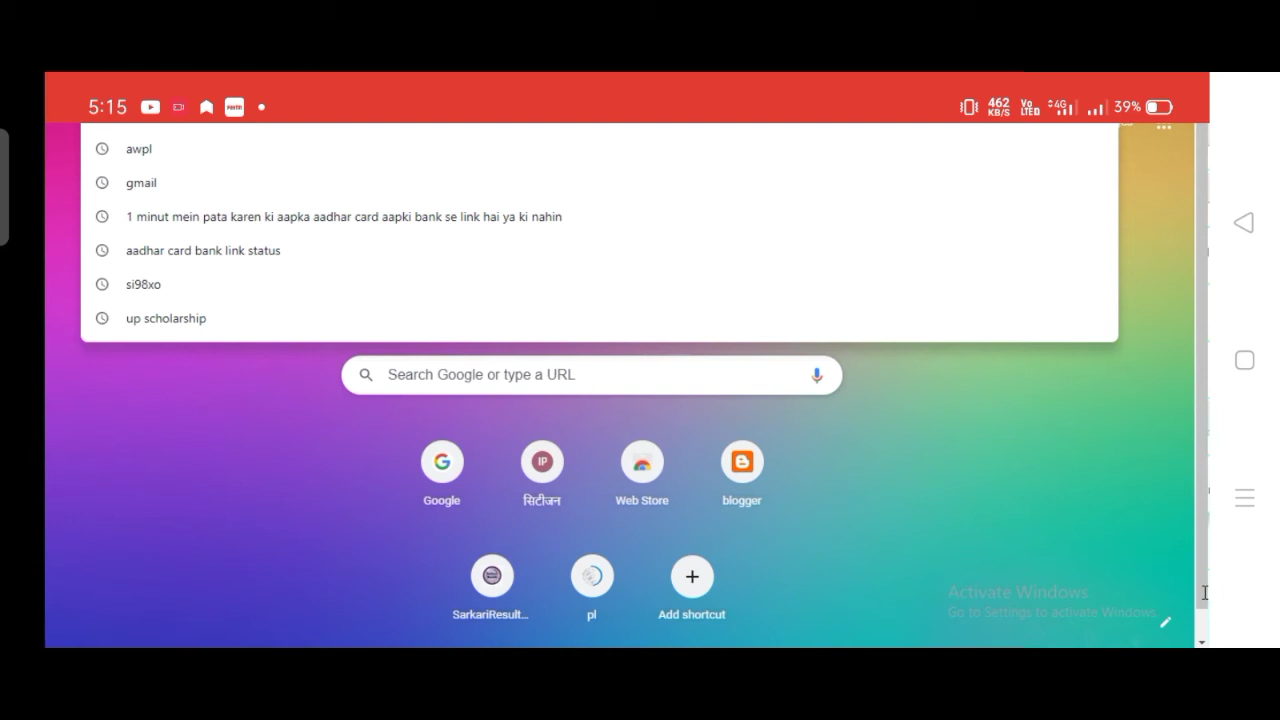 5:15
Paytm
462
KB/S
Vo
LTE
4G
39%
awpl
gmail
1 minut mein pata karen ki aapka aadhar card aapki bank se link hai ya ki nahin
aadhar card bank link status
si98xo
up scholarship
Search Google or type a URL
G
IP
Google
सिटीजन
Web Store
blogger
SarkariResult...
pl
Add shortcut
Activate Windows
Go to Settings to activate Windows.